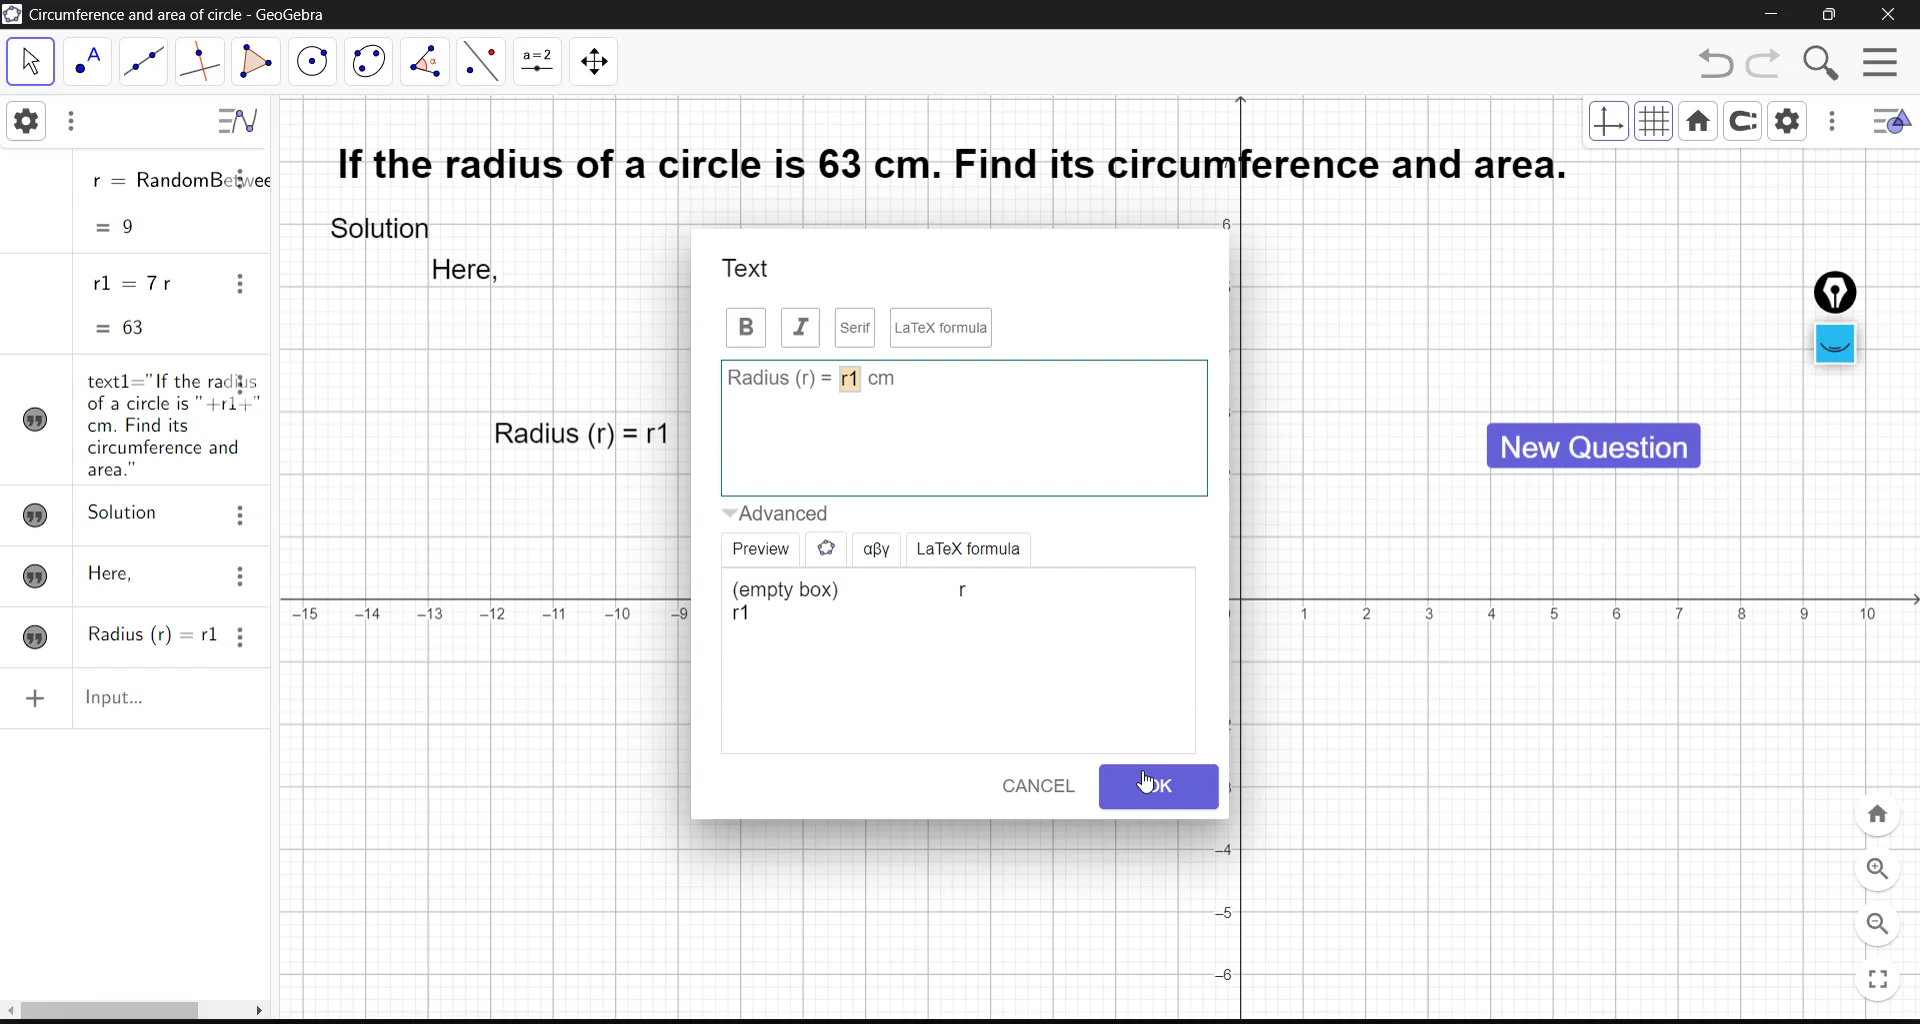 Circumference and area of circle - GeoGebra
A
α
a=2
If the radius of a circle is 63 cm. Find its circumference and area.
r = RandomBetwee
= 9
r1 = 7 r
= 63
text1="If the radius
of a circle is "+r1+"
cm. Find its
circumference and
area."
Solution
Here,
Radius (r) = r1
Input...
Solution
Here,
Radius (r) = r1
Text
B I Serif LaTeX formula
Radius (r) = r1 cm
Advanced
Preview αβγ LaTeX formula
(empty box) r
r1
CANCEL OK
New Question
6
-15 -14 -13 -12 -11 -10 -9 1 2 3 4 5 6 7 8 9 10
-4
-5
-6